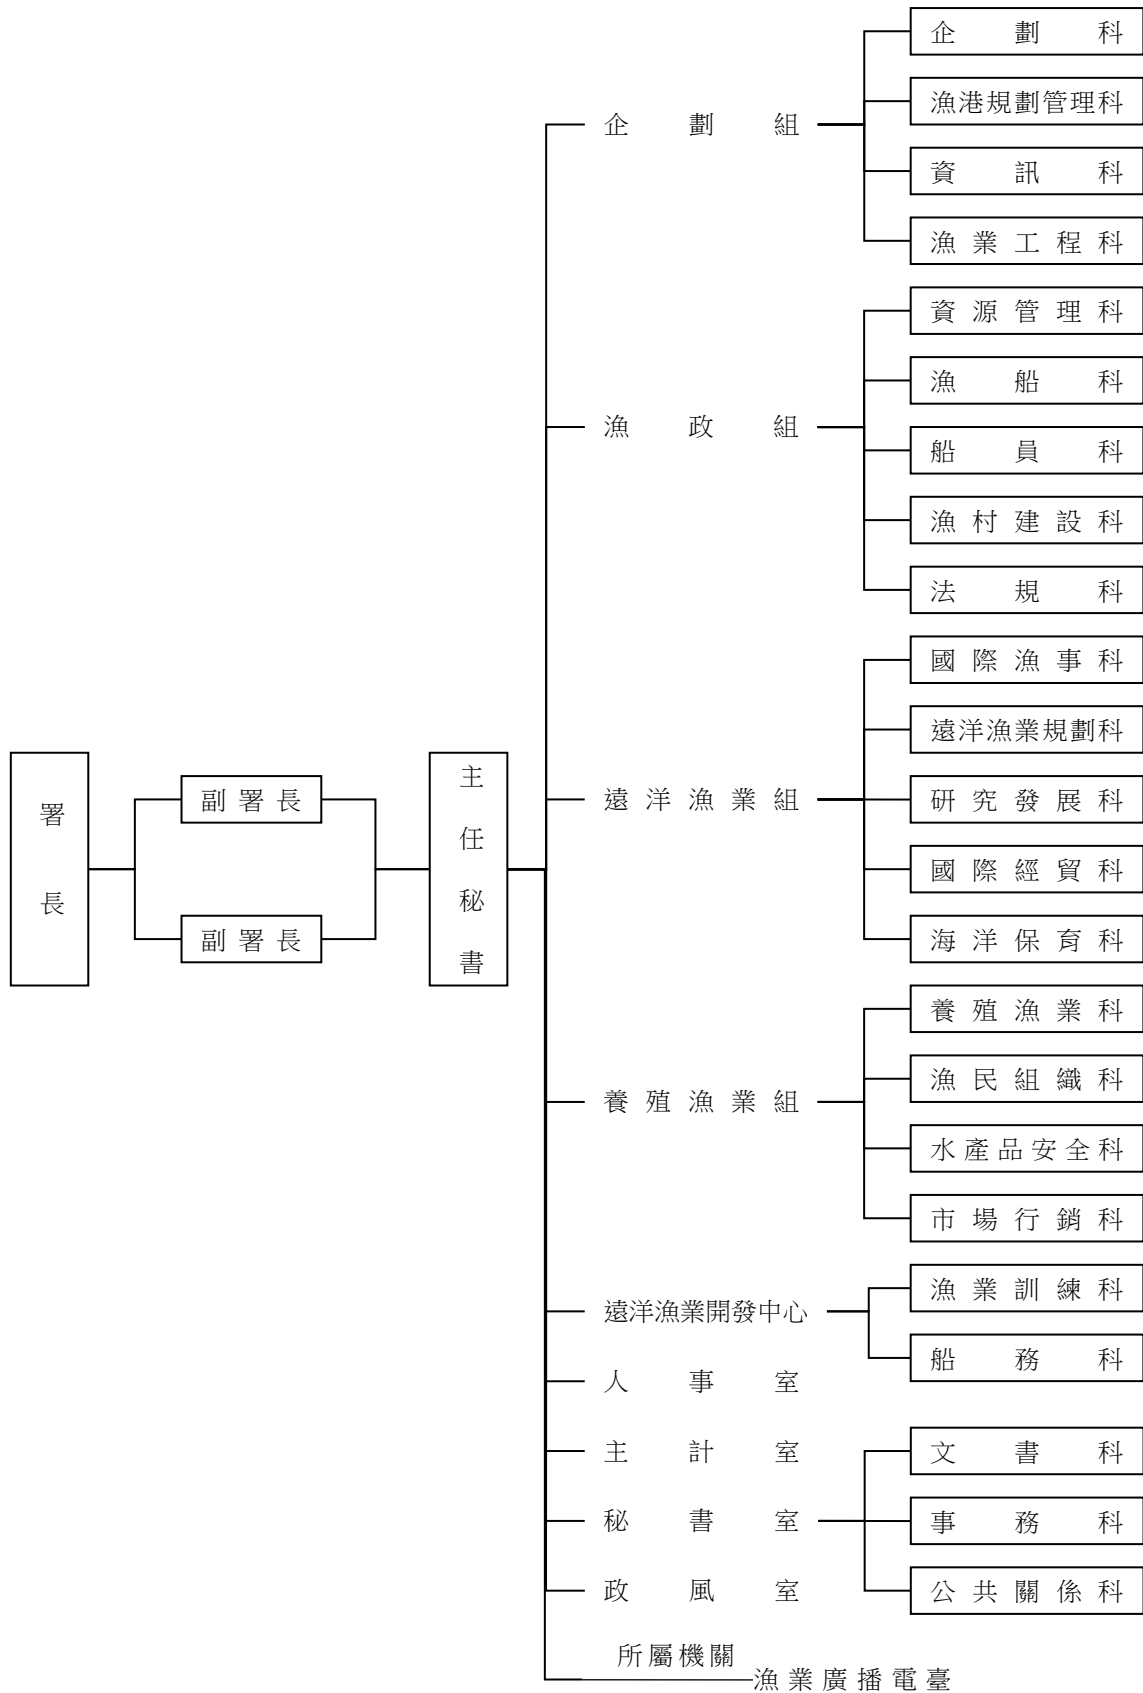 署長
副署長
副署長
主任秘書
企劃組
企劃科
漁港規劃管理科
資訊科
漁業工程科
漁政組
資源管理科
漁船科
船員科
漁村建設科
法規科
遠洋漁業組
國際漁事科
遠洋漁業規劃科
研究發展科
國際經貿科
海洋保育科
養殖漁業組
養殖漁業科
漁民組織科
水產品安全科
市場行銷科
遠洋漁業開發中心
漁業訓練科
船務科
人事室
主計室
秘書室
文書科
事務科
公共關係科
政風室
所屬機關
漁業廣播電臺